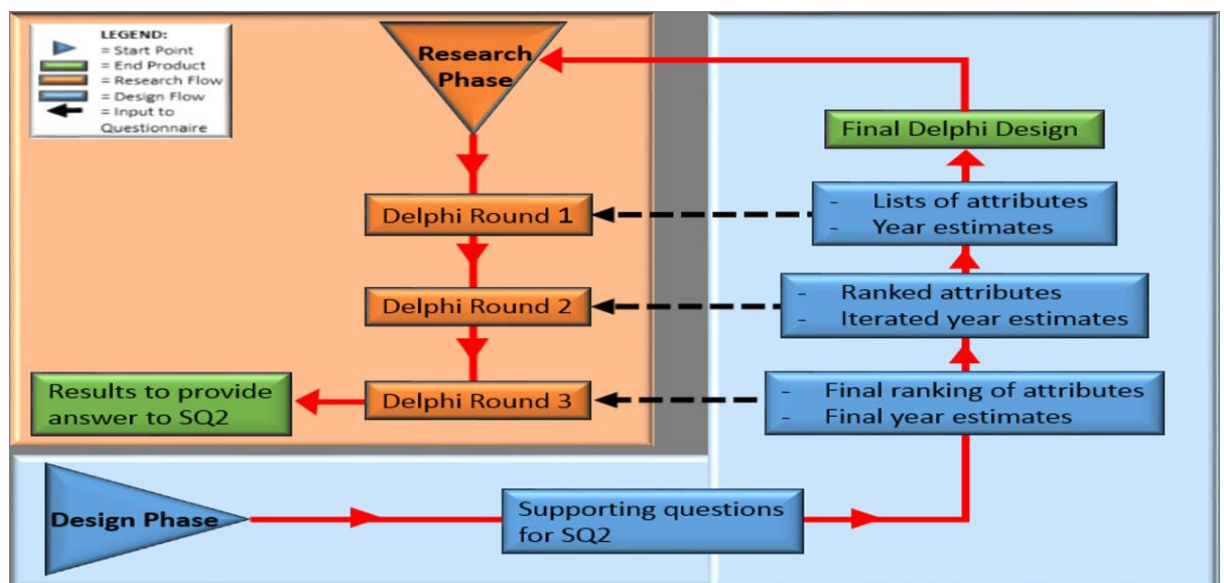 LEGEND:
= Start Point
= End Product
= Research Flow
= Design Flow
= Input to
Questionnaire
Research
Phase
Final Delphi Design
Delphi Round 1
- Lists of attributes
- Year estimates
Delphi Round 2
- Ranked attributes
- Iterated year estimates
Results to provide
answer to SQ2
Delphi Round 3
- Final ranking of attributes
- Final year estimates
Design Phase
Supporting questions
for SQ2